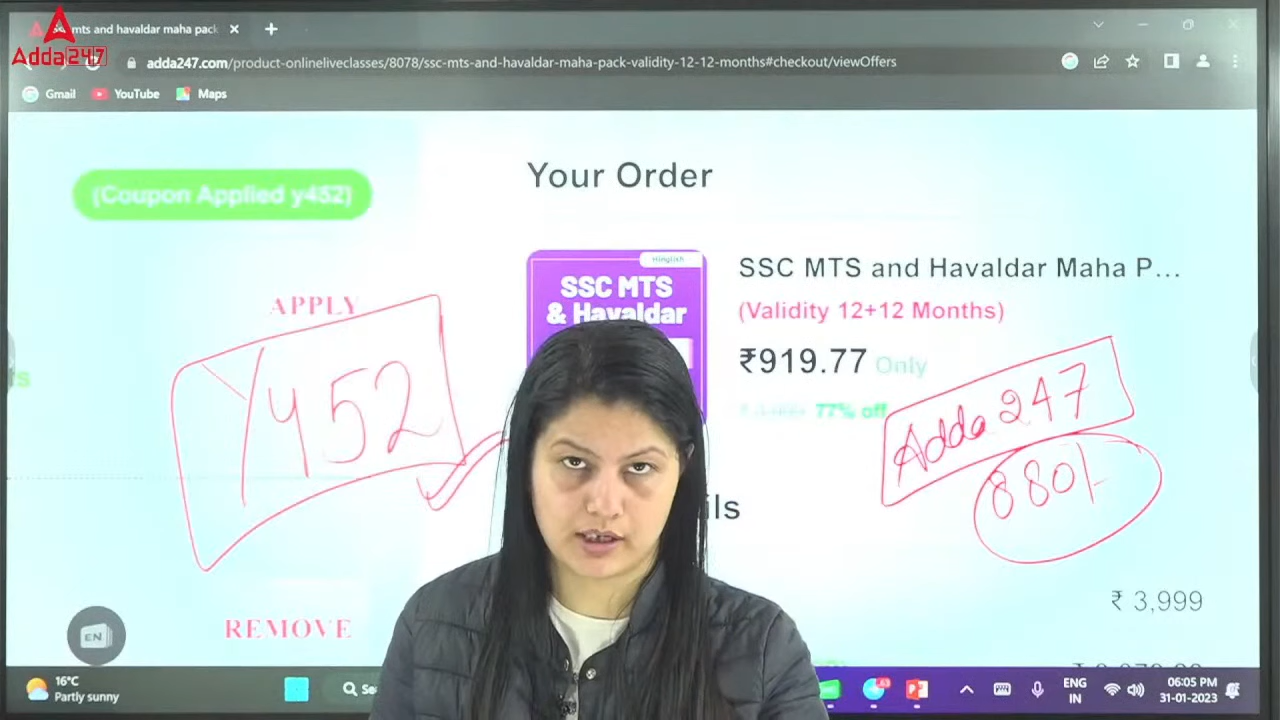 mts and havaldar maha pack
Adda247
adda247.com/product-onlineliveclasses/8078/ssc-mts-and-havaldar-maha-pack-validity-12-12-months#checkout/viewOffers
Gmail YouTube Maps
(Coupon Applied y452)
Your Order
Hinglish
SSC MTS
& Havaldar
SSC MTS and Havaldar Maha P...
(Validity 12+12 Months)
₹919.77 Only
77% off
APPLY
Y452
Adda 247
880/-
₹ 3,999
EN
REMOVE
16°C
Partly sunny
ENG
IN
06:05 PM
31-01-2023